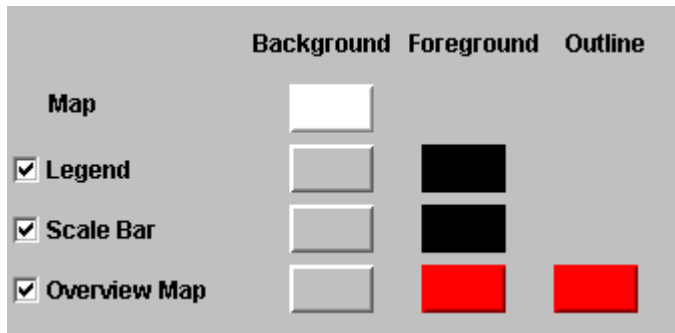 Background Foreground Outline
Map
Legend
Scale Bar
Overview Map